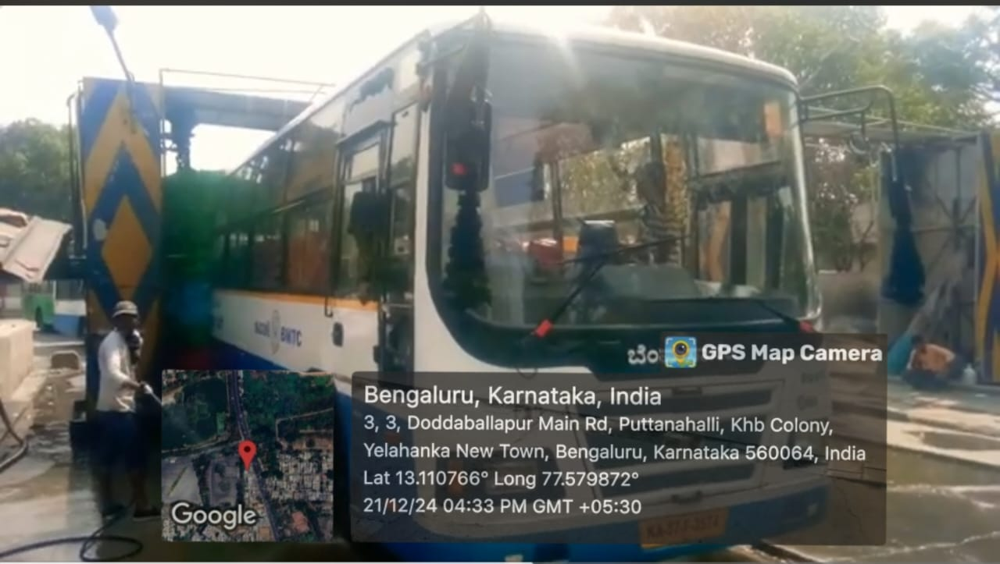 BMTC
ಬೆಂ
GPS Map Camera
Bengaluru, Karnataka, India
3, 3, Doddaballapur Main Rd, Puttanahalli, Khb Colony,
Yelahanka New Town, Bengaluru, Karnataka 560064, India
Lat 13.110766° Long 77.579872°
21/12/24 04:33 PM GMT +05:30
Google